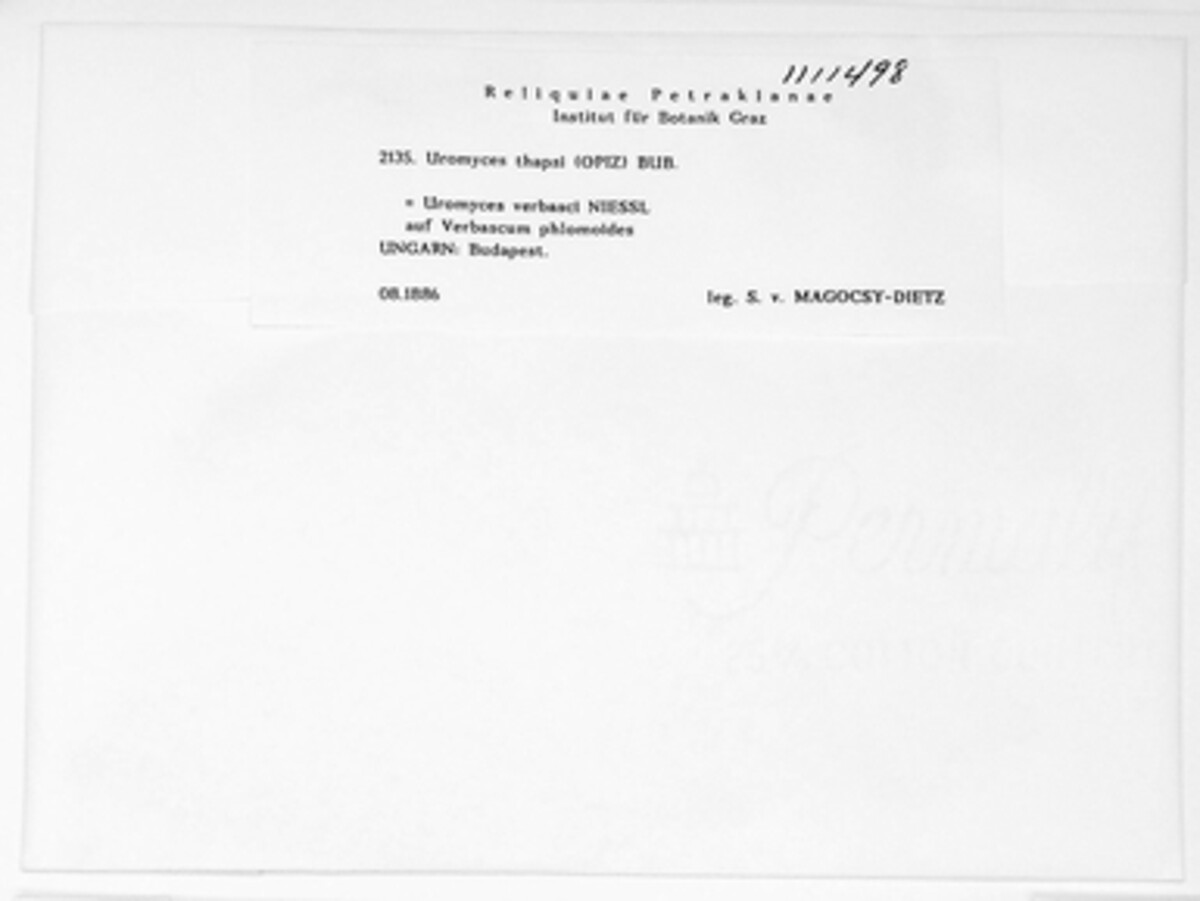 1111498
Reliquiae Petrakianae
Institut für Botanik Graz
2135. Uromyces thapsi (OPIZ) BUB.
= Uromyces verbasci NIESSL
auf Verbascum phlomoides
UNGARN: Budapest.
08.1886 leg. S. v. MAGOCSY-DIETZ